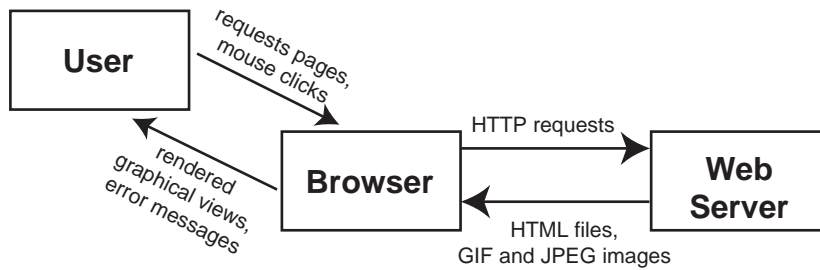 User
requests pages,
mouse clicks
rendered
graphical views,
error messages
Browser
HTTP requests
HTML files,
GIF and JPEG images
Web
Server